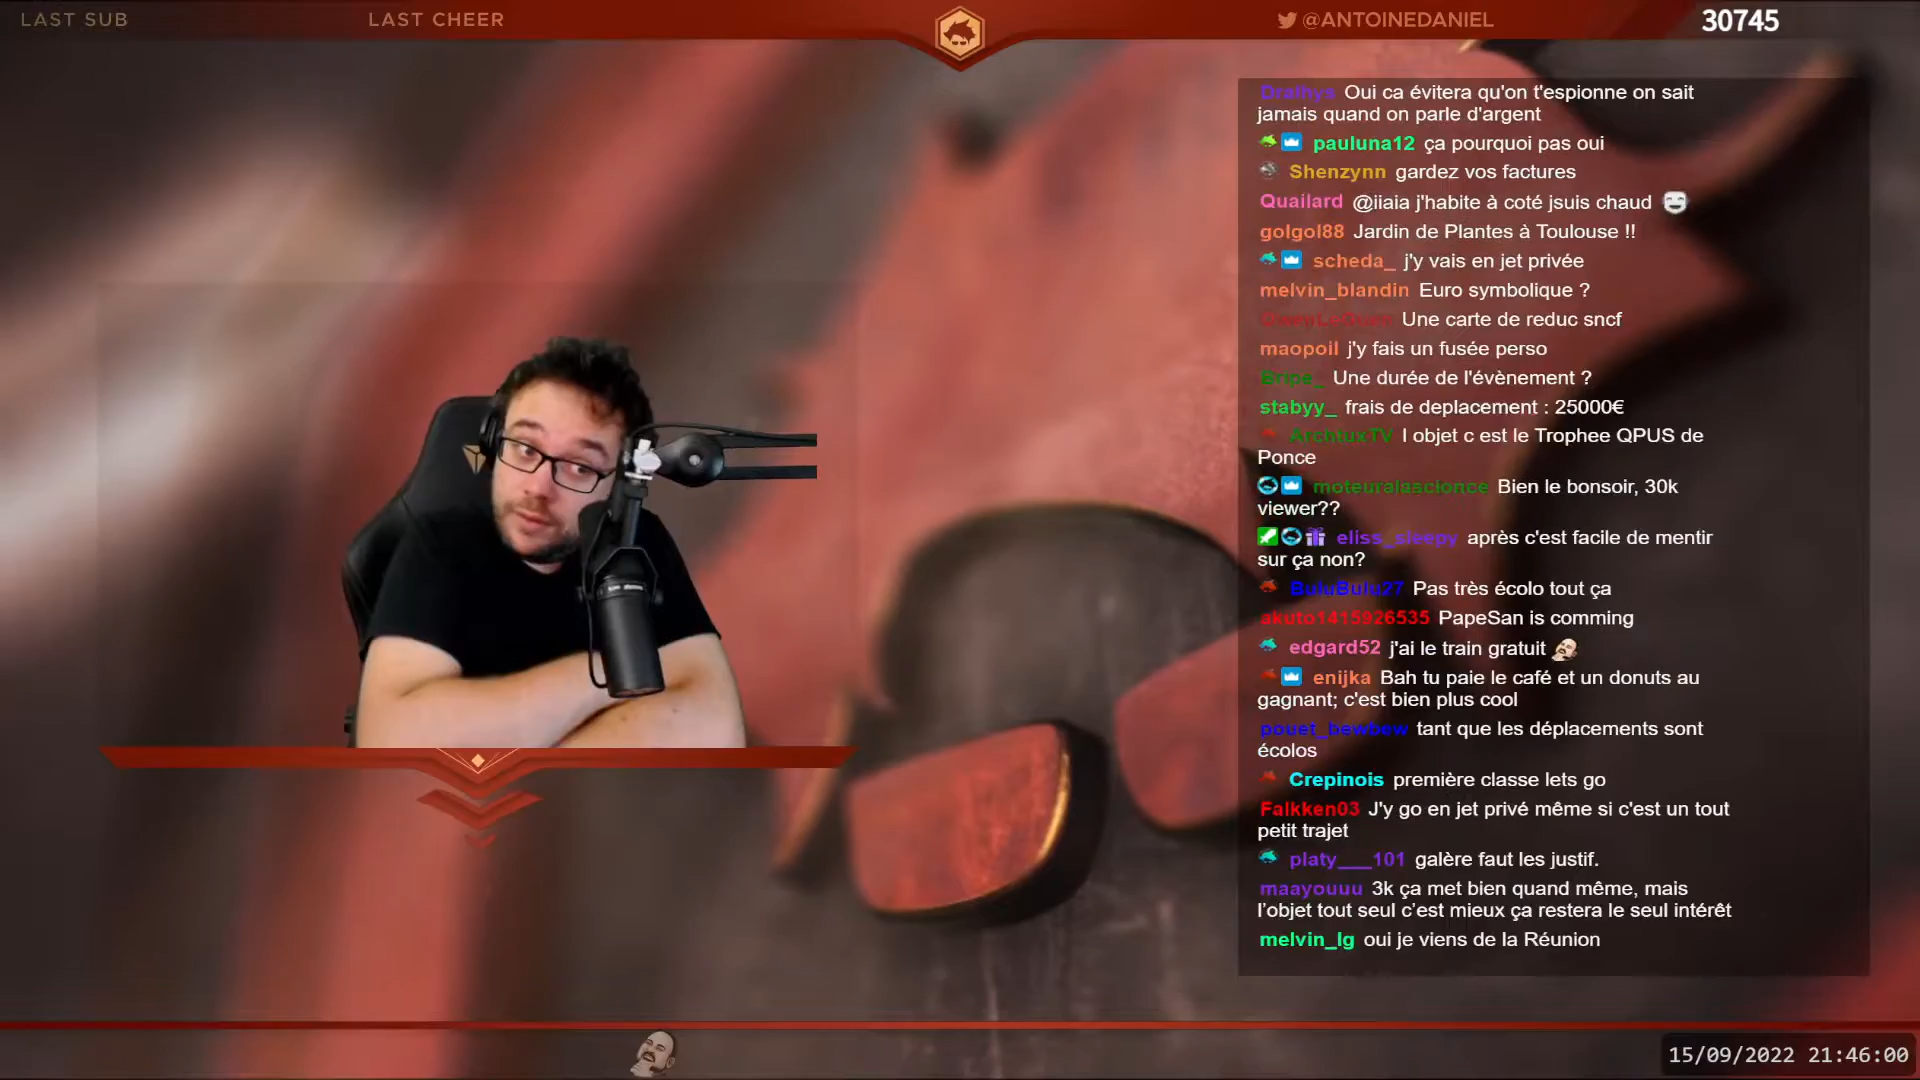 LAST SUB
LAST CHEER
@ANTOINEDANIEL
30745
Dralhys Oui ca évitera qu'on t'espionne on sait
jamais quand on parle d'argent
pauluna12 ça pourquoi pas oui
Shenzynn gardez vos factures
Quailard @iiaia j'habite à coté jsuis chaud
golgol88 Jardin de Plantes à Toulouse !!
scheda_ j'y vais en jet privée
melvin_blandin Euro symbolique ?
Une carte de reduc sncf
maopoil j'y fais un fusée perso
Bripe_ Une durée de l'évènement ?
stabyy_ frais de deplacement : 25000€
ArchtuxTV l objet c est le Trophee QPUS de
Ponce
moteuralascionce Bien le bonsoir, 30k
viewer??
eliss_sleepy après c'est facile de mentir
sur ça non?
BuluBulu27 Pas très écolo tout ça
akuto1415926535 PapeSan is comming
edgard52 j'ai le train gratuit
enijka Bah tu paie le café et un donuts au
gagnant; c'est bien plus cool
pouet_bewbew tant que les déplacements sont
écolos
Crepinois première classe lets go
Falkken03 J'y go en jet privé même si c'est un tout
petit trajet
platy___101 galère faut les justif.
maayouuu 3k ça met bien quand même, mais
l’objet tout seul c’est mieux ça restera le seul intérêt
melvin_lg oui je viens de la Réunion
15/09/2022 21:46:00